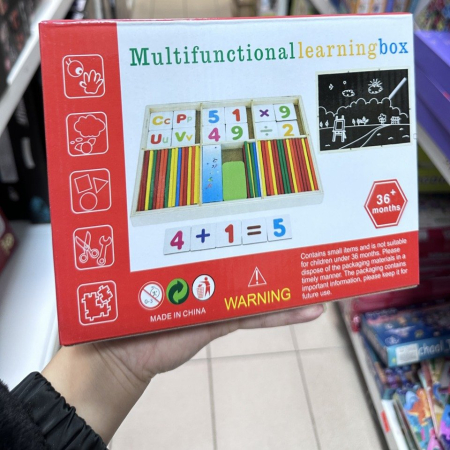 Multifunctional learning box
Cc Pp 5 1 × 9
Uu Vv 4 9 ÷ 2
4 + 1 = 5
36+
months
0-3
MADE IN CHINA
WARNING
Contains small items and is not suitable
for children under 36 months. Please
dispose of the packaging materials in a
timely manner. The packaging contains
important information, please keep it for
future use.